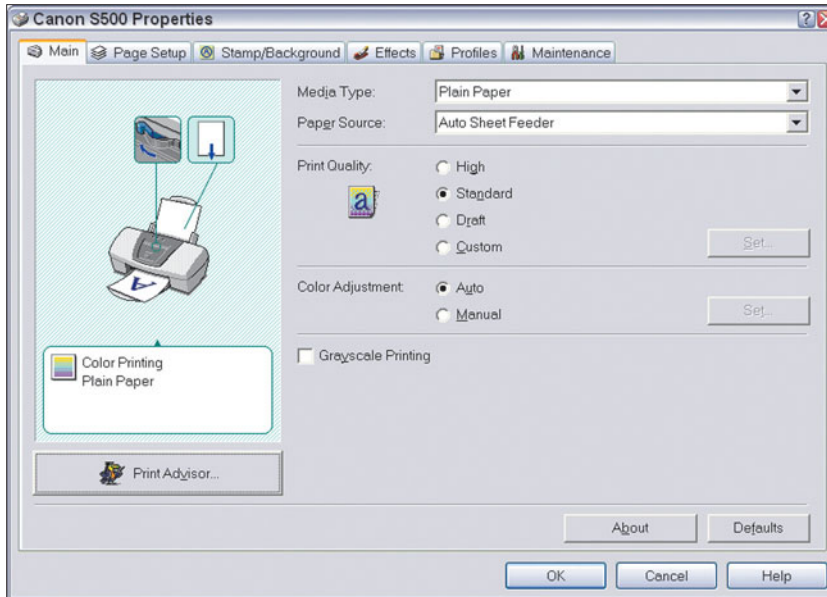 Canon S500 Properties
Main Page Setup Stamp/Background Effects Profiles Maintenance
Media Type: Plain Paper
Paper Source: Auto Sheet Feeder
Print Quality: High
a Standard
Draft
Custom Set...
Color Adjustment: Auto
Manual Set...
Grayscale Printing
A
Color Printing
Plain Paper
Print Advisor...
About Defaults
OK Cancel Help